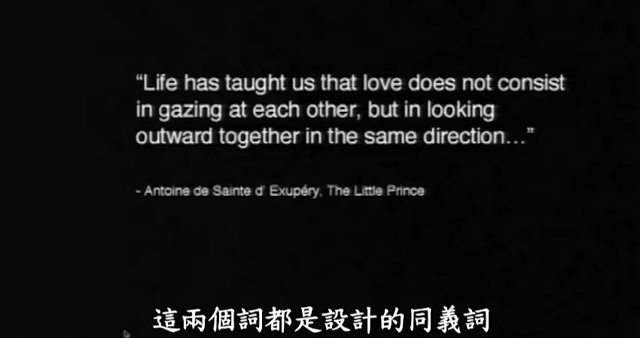 “Life has taught us that love does not consist
in gazing at each other, but in looking
outward together in the same direction…”
- Antoine de Sainte d’ Exupéry, The Little Prince
這兩個詞都是設計的同義詞